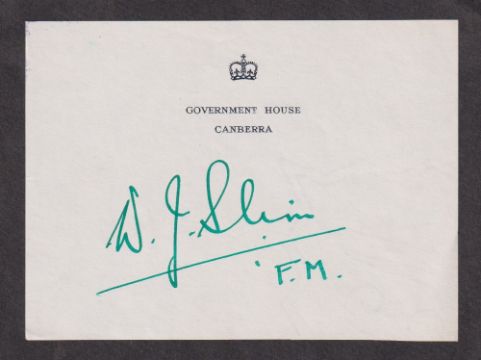 GOVERNMENT HOUSE
CANBERRA
W. J. Slim
F.M.